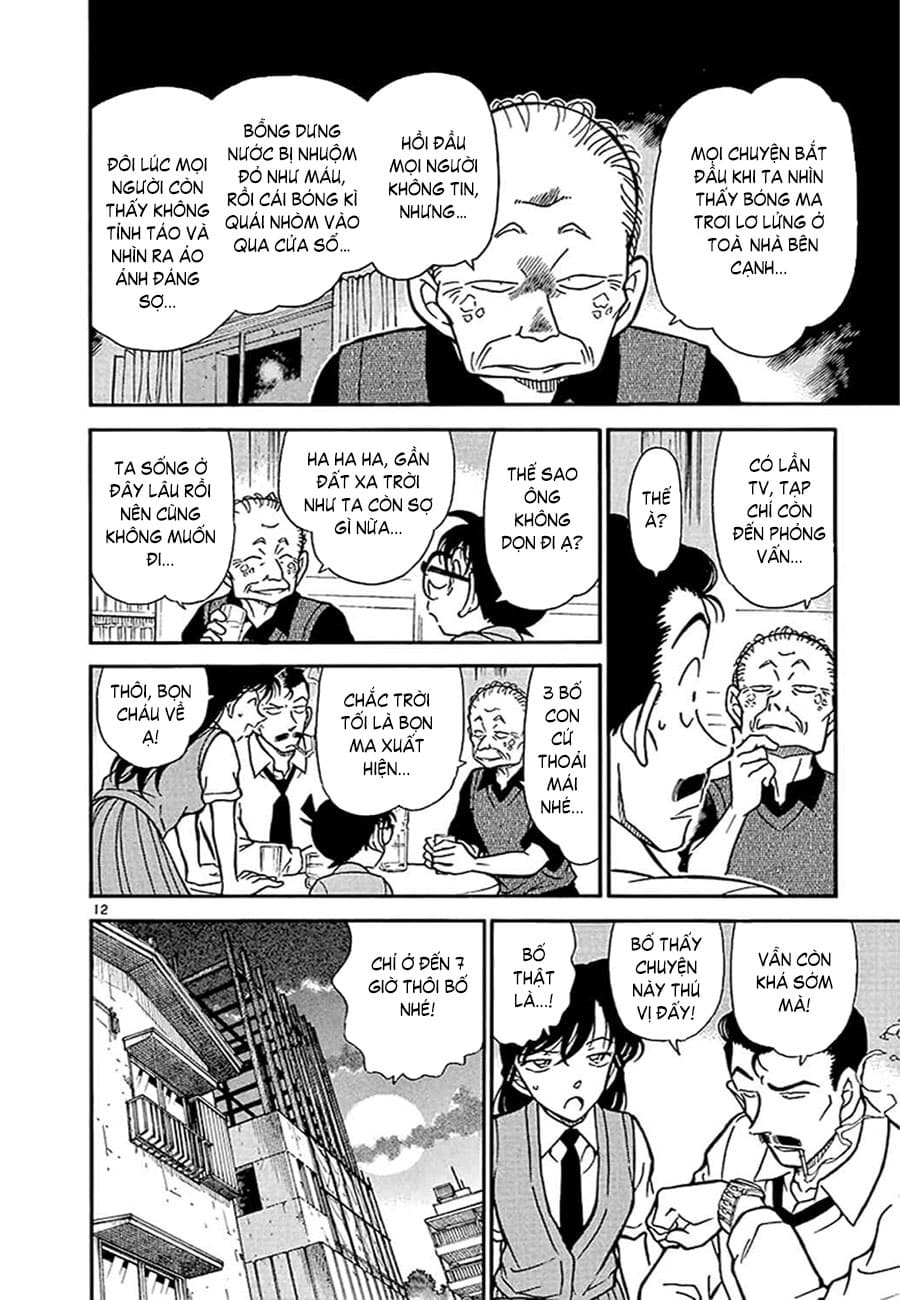 MỌI CHUYỆN BẮT
ĐẦU KHI TA NHÌN
THẤY BÓNG MA
TRƠI LƠ LỬNG Ở
TOÀ NHÀ BÊN
CẠNH...
HỒI ĐẦU
MỌI NGƯỜI
KHÔNG TIN,
NHƯNG...
BỖNG DƯNG
NƯỚC BỊ NHUỘM
ĐỎ NHƯ MÁU,
RỒI CÁI BÓNG KÌ
QUÁI NHÒM VÀO
QUA CỬA SỔ...
ĐÔI LÚC MỌI
NGƯỜI CÒN
THẤY KHÔNG
TỈNH TÁO VÀ
NHÌN RA ẢO
ẢNH ĐÁNG
SỢ...
CÓ LẦN
TV, TẠP
CHÍ CÒN
ĐẾN PHỎNG
VẤN...
THẾ
À?
THẾ SAO
ÔNG
KHÔNG
DỌN ĐI Ạ?
HA HA HA, GẦN
ĐẤT XA TRỜI
NHƯ TA CÒN SỢ
GÌ NỮA...
TA SỐNG Ở
ĐÂY LÂU RỒI
NÊN CŨNG
KHÔNG MUỐN
ĐI...
3 BỐ
CON
CỨ
THOẢI
MÁI
NHÉ...
CHẮC TRỜI
TỐI LÀ BỌN
MA XUẤT
HIỆN...
THÔI, BỌN
CHÁU VỀ
Ạ!
12
VẪN CÒN
KHÁ SỚM
MÀ!
BỐ THẤY
CHUYỆN
NÀY THÚ
VỊ ĐẤY!
BỐ
THẬT
LÀ...!
CHỈ Ở ĐẾN 7
GIỜ THÔI BỐ
NHÉ!